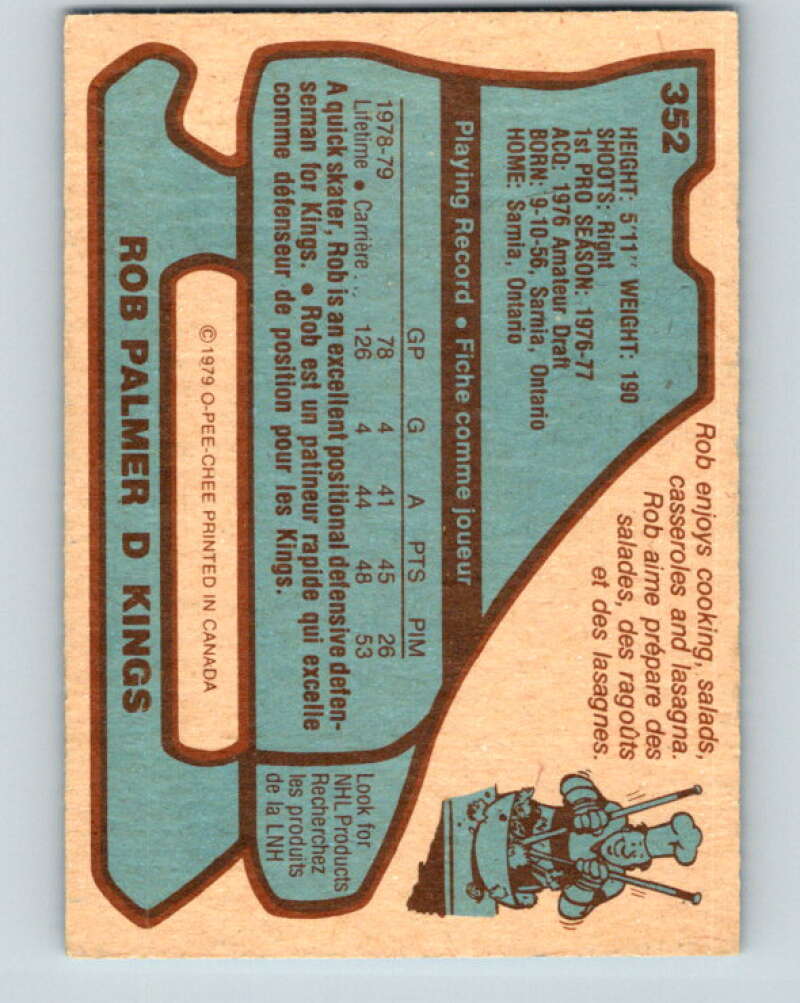 352
HEIGHT: 5'11" WEIGHT: 190
SHOOTS: Right
1st PRO SEASON: 1976-77
ACQ: 1976 Amateur Draft
BORN: 9-10-56, Sarnia, Ontario
HOME: Sarnia, Ontario
Rob enjoys cooking, salads,
casseroles and lasagna.
Rob aime prépare des
salades, des ragoûts
et des lasagnes.
Playing Record • Fiche comme joueur
GP G A PTS PIM
1978-79 78 4 41 45 26
Lifetime • Carrière 126 4 44 48 53
A quick skater, Rob is an excellent positional defensive defen-
seman for Kings. • Rob est un patineur rapide qui excelle
comme défenseur de position pour les Kings.
Look for
NHL Products
Recherchez
les produits
de la LNH
© 1979 O-PEE-CHEE PRINTED IN CANADA
ROB PALMER D KINGS